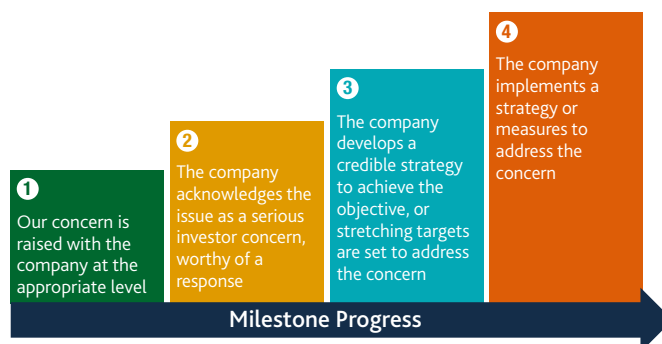 1
Our concern is
raised with the
company at the
appropriate level
2
The company
acknowledges the
issue as a serious
investor concern,
worthy of a
response
3
The company
develops a
credible strategy
to achieve the
objective, or
stretching targets
are set to address
the concern
4
The company
implements a
strategy or
measures to
address the
concern
Milestone Progress